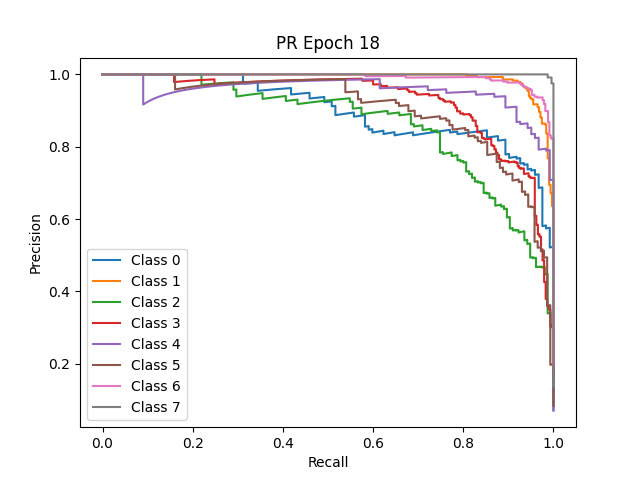 PR Epoch 18
Precision
1.0
0.8
0.6
0.4
0.2
Class 0
Class 1
Class 2
Class 3
Class 4
Class 5
Class 6
Class 7
0.0 0.2 0.4 0.6 0.8 1.0
Recall